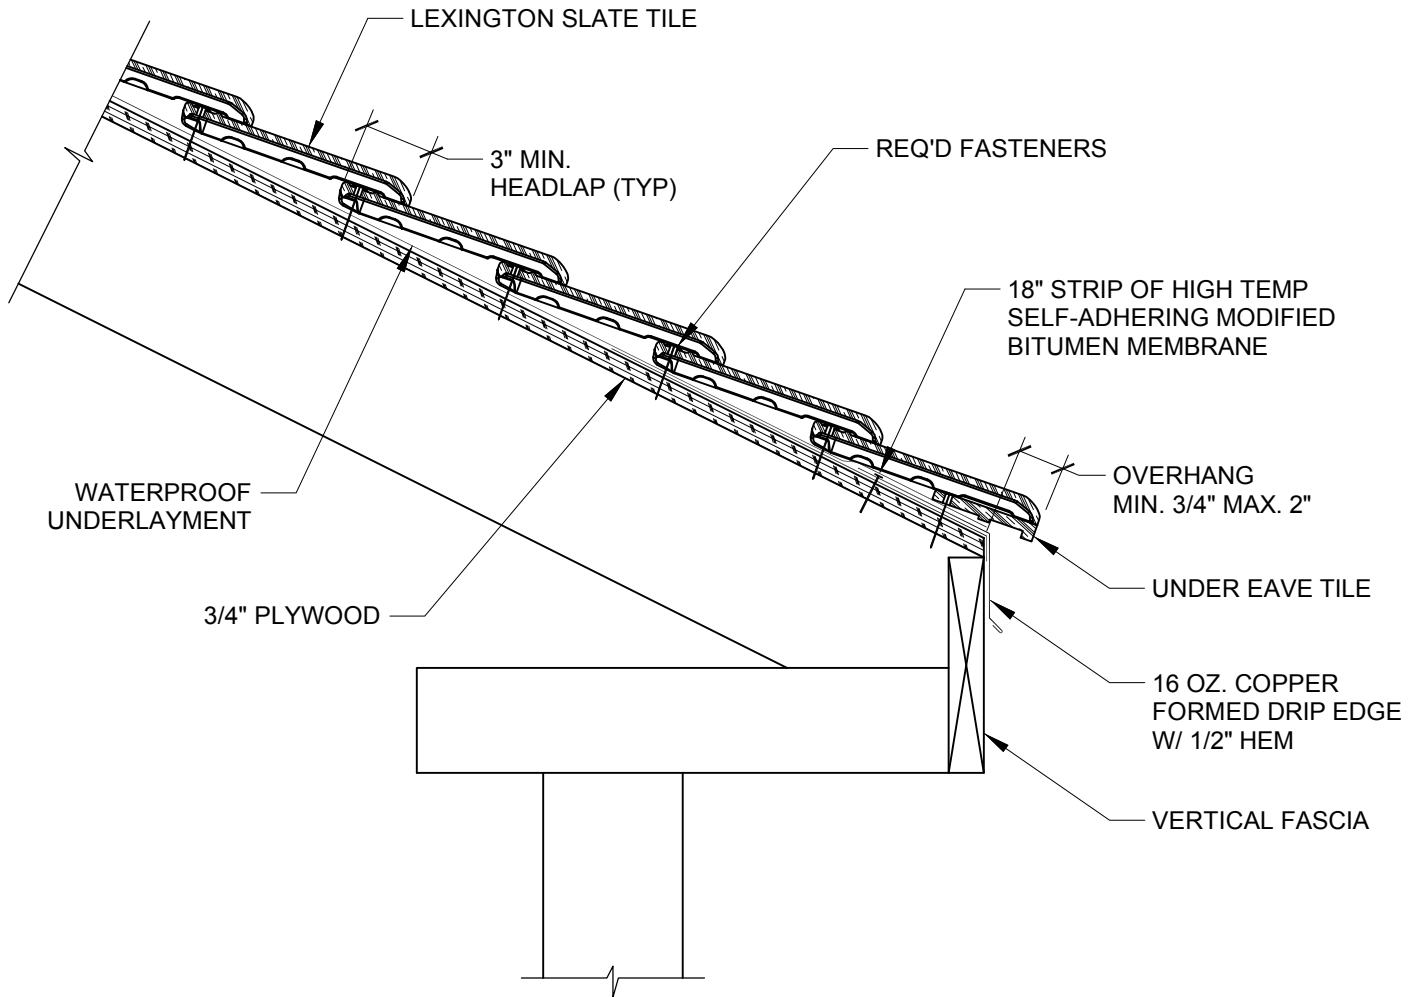 LEXINGTON SLATE TILE
3" MIN.
HEADLAP (TYP)
REQ'D FASTENERS
18" STRIP OF HIGH TEMP
SELF-ADHERING MODIFIED
BITUMEN MEMBRANE
OVERHANG
MIN. 3/4" MAX. 2"
WATERPROOF
UNDERLAYMENT
UNDER EAVE TILE
3/4" PLYWOOD
16 OZ. COPPER
FORMED DRIP EDGE
W/ 1/2" HEM
VERTICAL FASCIA